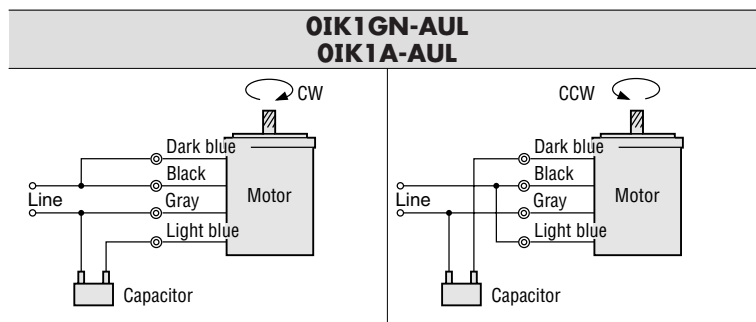 0IK1GN-AUL
0IK1A-AUL
CW
Dark blue
Black
Line
Gray
Motor
Light blue
Capacitor
CCW
Dark blue
Black
Line
Gray
Motor
Light blue
Capacitor